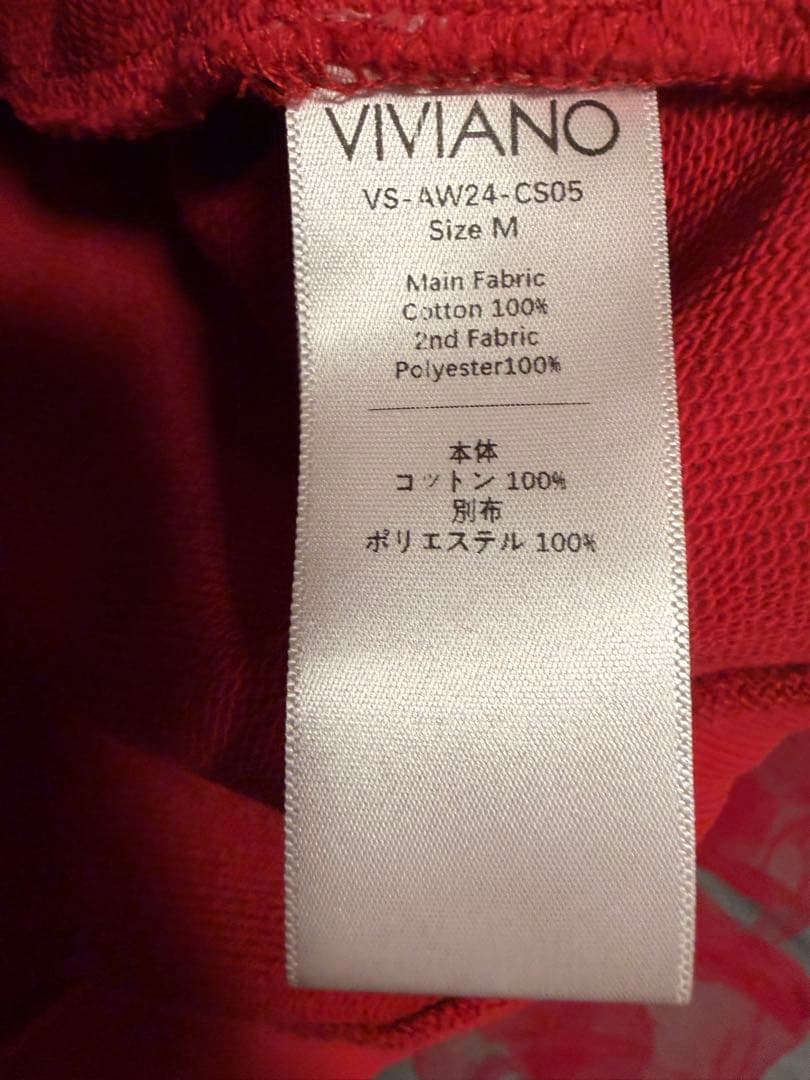 VIVIANO
VS-AW24-CS05
Size M
Main Fabric
Cotton 100%
2nd Fabric
Polyester100%
本体
コットン 100%
別布
ポリエステル 100%